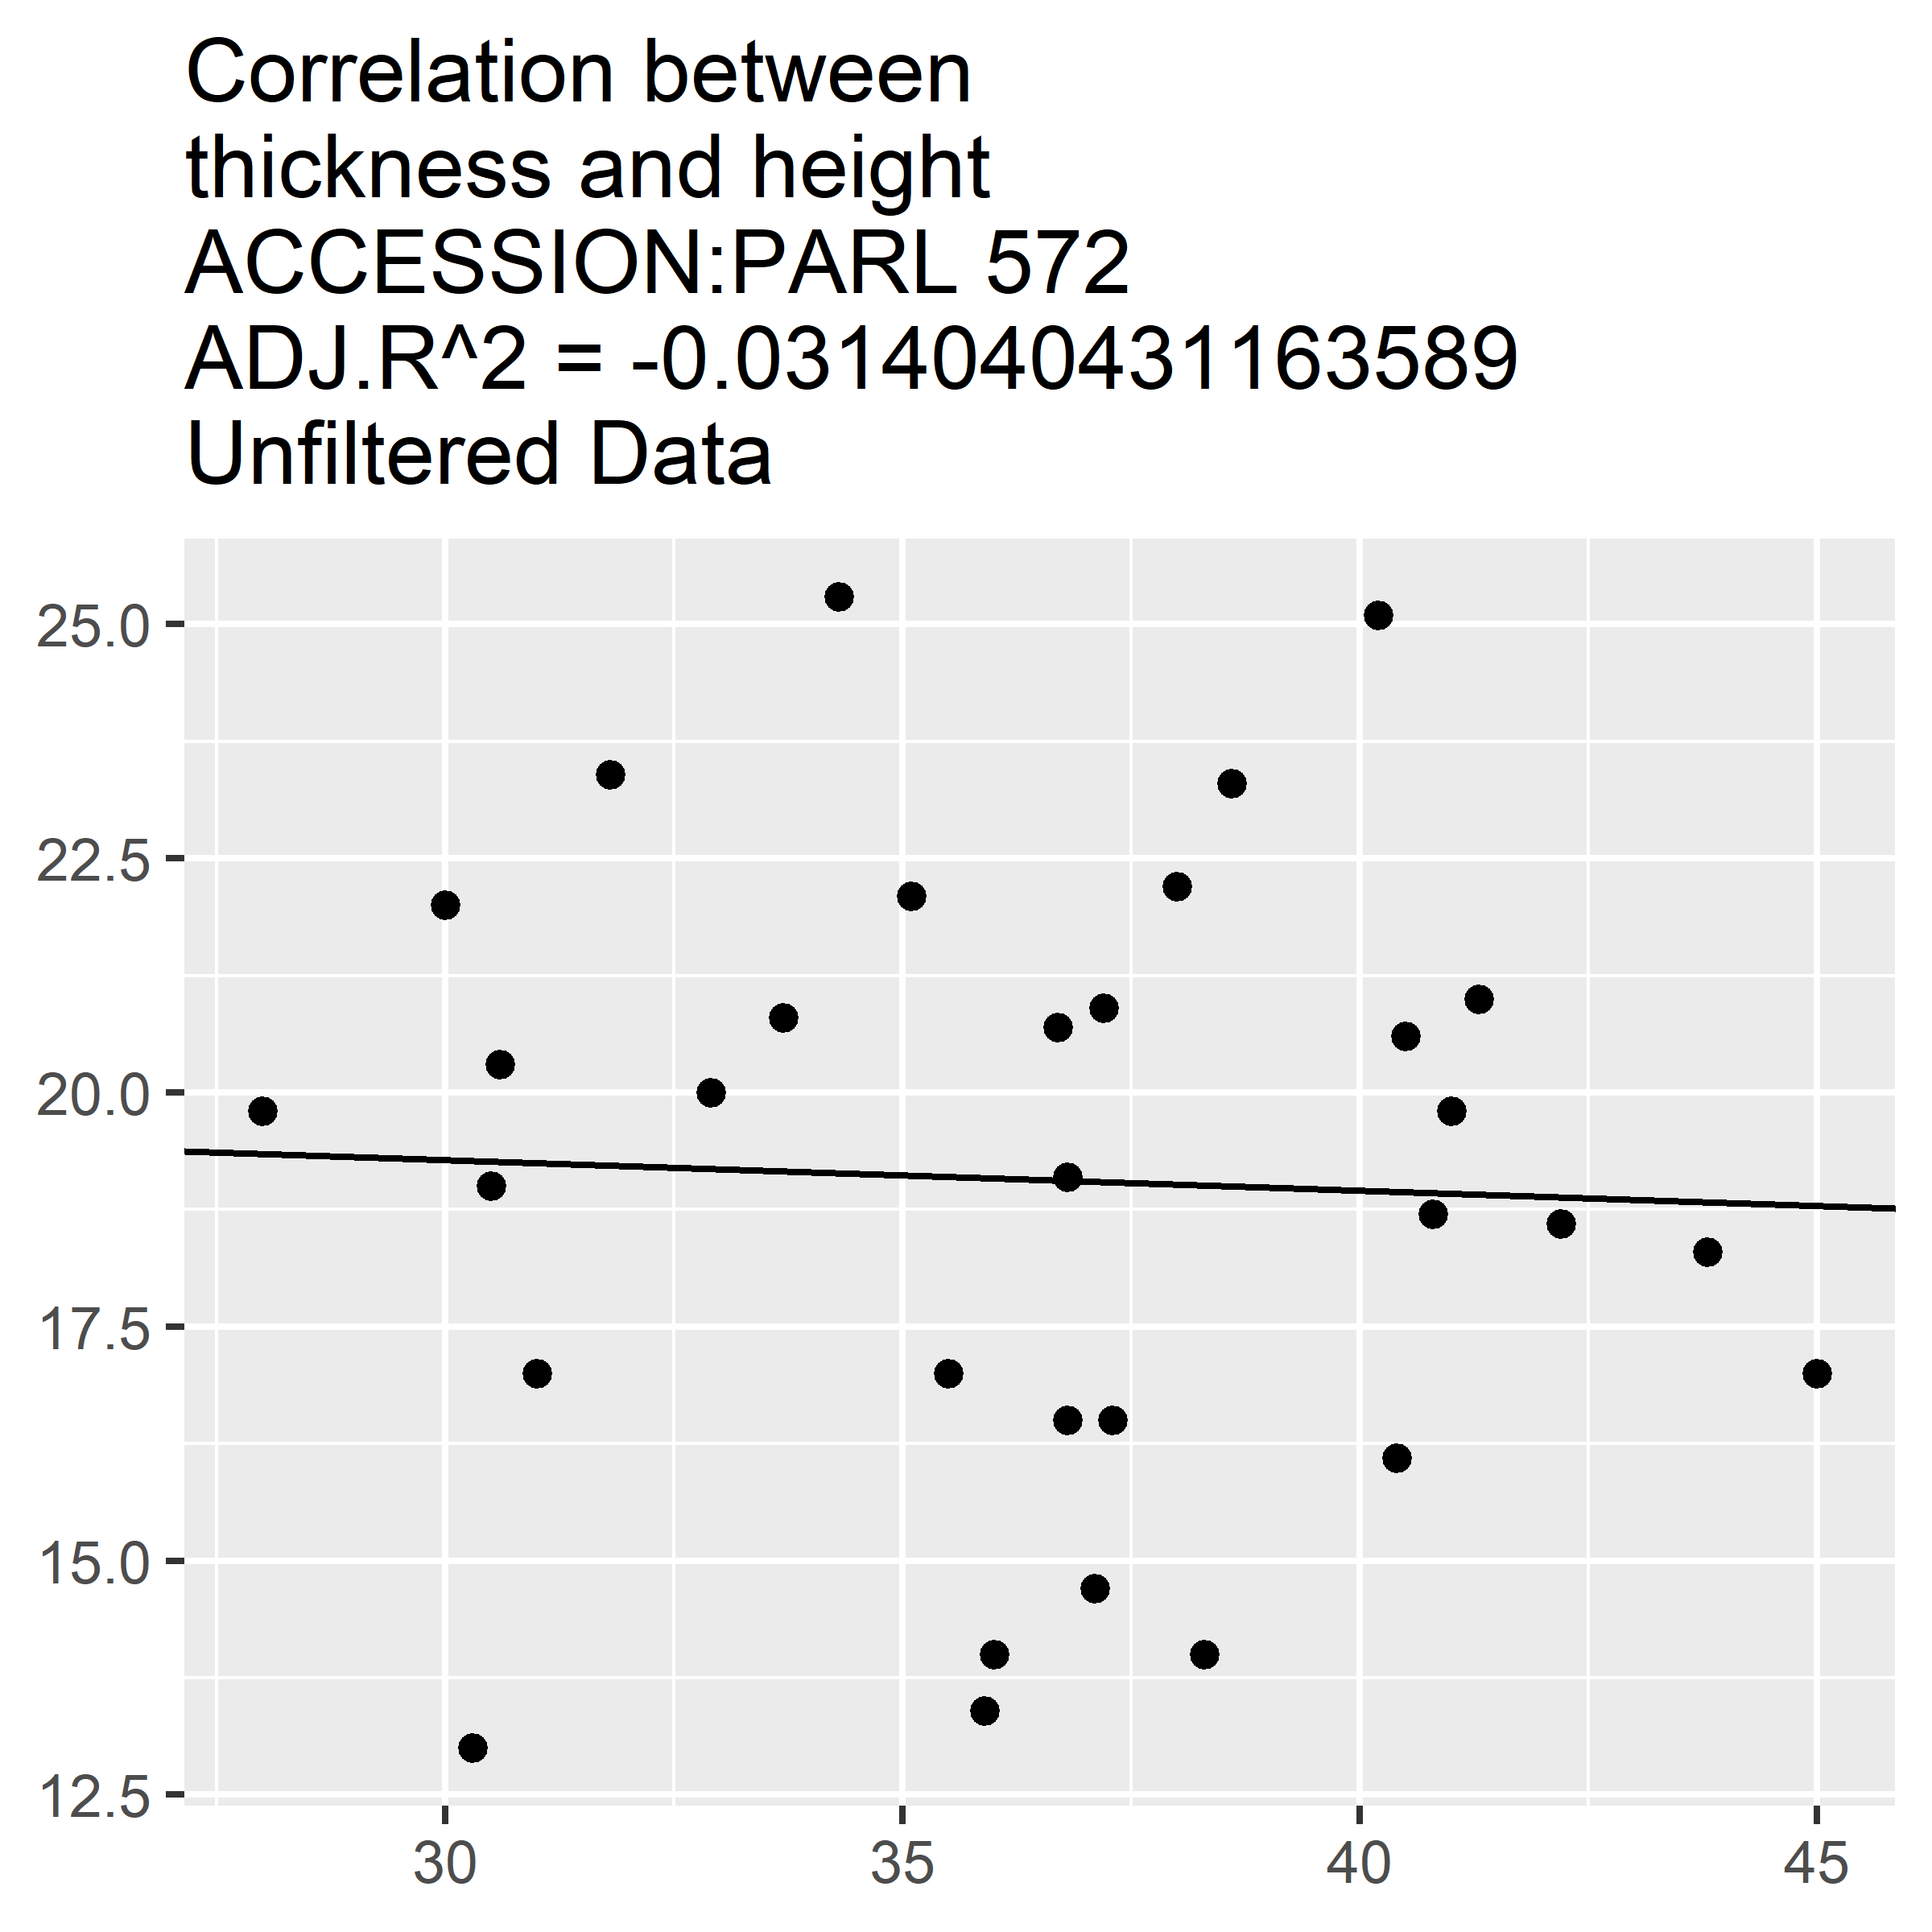 Correlation between
thickness and height
ACCESSION:PARL 572
ADJ.R^2 = -0.0314040431163589
Unfiltered Data
25.0
22.5
20.0
17.5
15.0
12.5
30 35 40 45